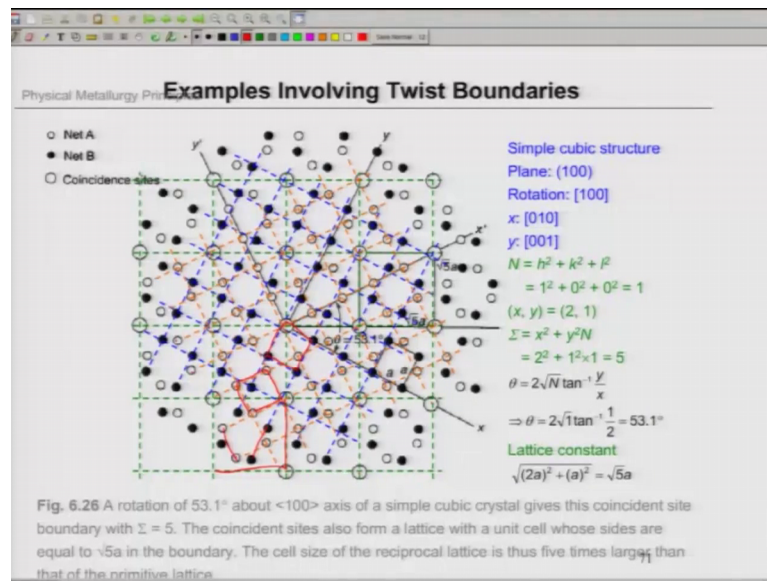 Physical Metallurgy Prin
Examples Involving Twist Boundaries
Net A
Net B
Coincidence sites
y'
y
x'
x
√5a
√5a
θ = 53.1°
a
a
Simple cubic structure
Plane: (100)
Rotation: [100]
x: [010]
y: [001]
N = h² + k² + l²
= 1² + 0² + 0² = 1
(x, y) = (2, 1)
Σ = x² + y²N
= 2² + 1²×1 = 5
θ = 2√N tan⁻¹ y/x
⇒ θ = 2√1 tan⁻¹ 1/2 = 53.1°
Lattice constant
√(2a)² + (a)² = √5a
Fig. 6.26 A rotation of 53.1° about <100> axis of a simple cubic crystal gives this coincident site
boundary with Σ = 5. The coincident sites also form a lattice with a unit cell whose sides are
equal to √5a in the boundary. The cell size of the reciprocal lattice is thus five times larger than
that of the primitive lattice
71